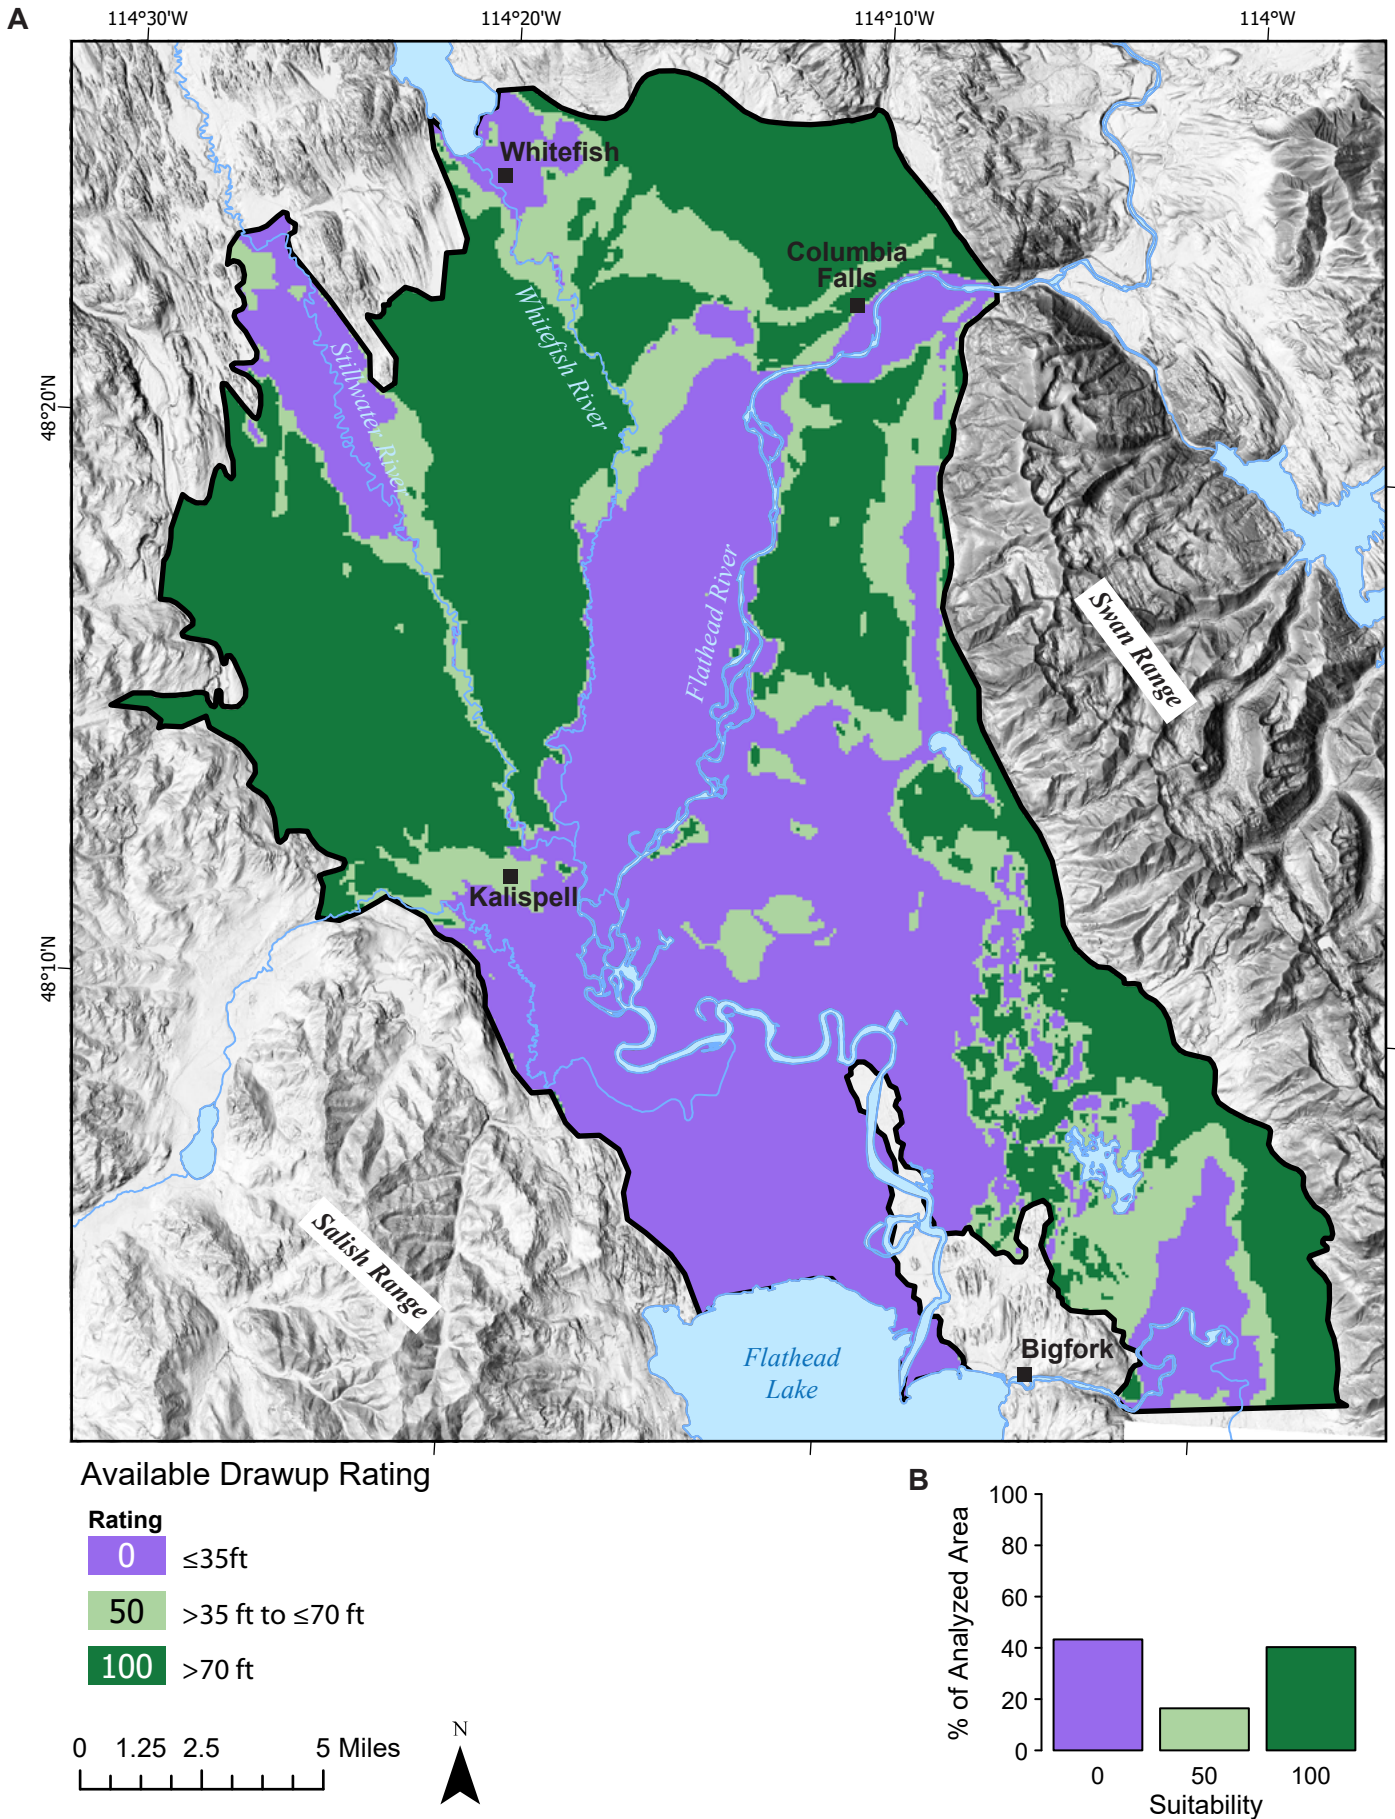 A
114°30'W 114°20'W 114°10'W 114°W
Whitefish
Columbia
Falls
Whitefish River
Stillwater River
48°20'N
Flathead River
Swan Range
Kalispell
48°10'N
Salish Range
Bigfork
Flathead
Lake
Available Drawup Rating
Rating
0 ≤35ft
50 >35 ft to ≤70 ft
100 >70 ft
0 1.25 2.5 5 Miles
N
B
% of Analyzed Area
100
80
60
40
20
0
0 50 100
Suitability